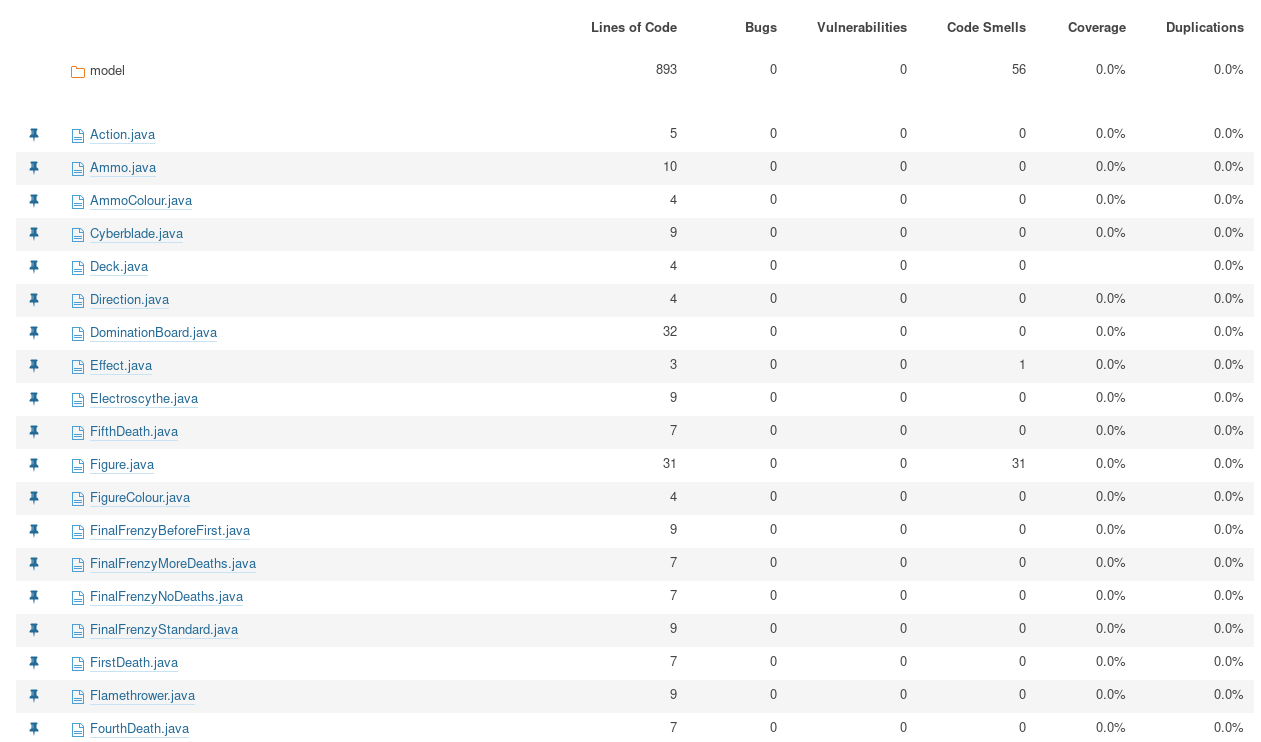 Lines of Code Bugs Vulnerabilities Code Smells Coverage Duplications
model 893 0 0 56 0.0% 0.0%
Action.java 5 0 0 0 0.0% 0.0%
Ammo.java 10 0 0 0 0.0% 0.0%
AmmoColour.java 4 0 0 0 0.0% 0.0%
Cyberblade.java 9 0 0 0 0.0% 0.0%
Deck.java 4 0 0 0 0.0%
Direction.java 4 0 0 0 0.0% 0.0%
DominationBoard.java 32 0 0 0 0.0% 0.0%
Effect.java 3 0 0 1 0.0% 0.0%
Electroscythe.java 9 0 0 0 0.0% 0.0%
FifthDeath.java 7 0 0 0 0.0% 0.0%
Figure.java 31 0 0 31 0.0% 0.0%
FigureColour.java 4 0 0 0 0.0% 0.0%
FinalFrenzyBeforeFirst.java 9 0 0 0 0.0% 0.0%
FinalFrenzyMoreDeaths.java 7 0 0 0 0.0% 0.0%
FinalFrenzyNoDeaths.java 7 0 0 0 0.0% 0.0%
FinalFrenzyStandard.java 9 0 0 0 0.0% 0.0%
FirstDeath.java 7 0 0 0 0.0% 0.0%
Flamethrower.java 9 0 0 0 0.0% 0.0%
FourthDeath.java 7 0 0 0 0.0% 0.0%